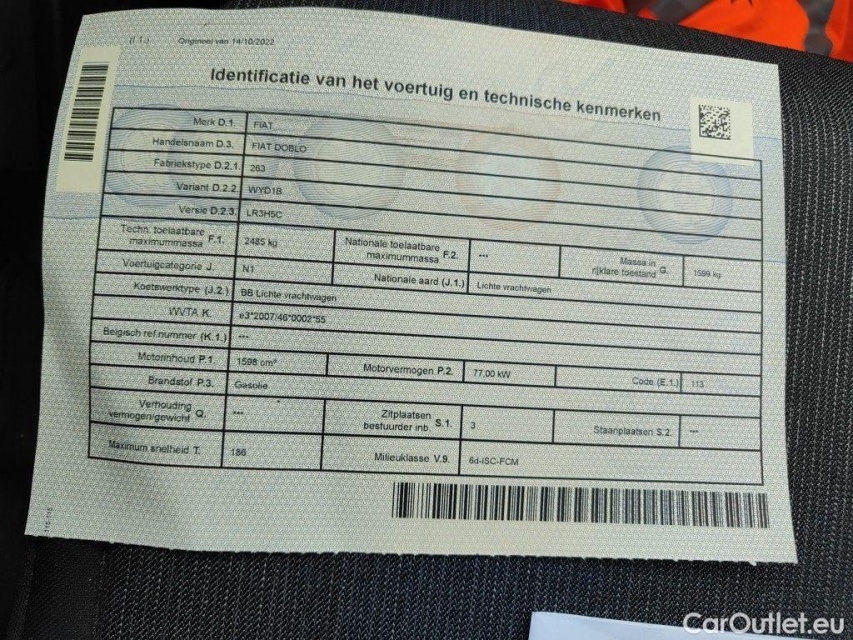 (I.1.) Origineel van 14/10/2022
Identificatie van het voertuig en technische kenmerken
Merk D.1. FIAT
Handelsnaam D.3. FIAT DOBLO
Fabriekstype D.2.1. 263
Variant D.2.2. WYD1B
Versie D.2.3. LR3H5C
Techn. toelaatbare maximummassa F.1. 2485 kg Nationale toelaatbare maximummassa F.2. --- Massa in rijklare toestand G. 1599 kg
Voertuigcategorie J. N1 Nationale aard (J.1.) Lichte vrachtwagen
Koetswerktype (J.2.) BB Lichte vrachtwagen
WVTA K. e3*2007/46*0002*55
Belgisch ref.nummer (K.1.) ---
Motorinhoud P.1. 1598 cm³ Motorvermogen P.2. 77,00 kW Code (E.1.) 113
Brandstof P.3. Gasolie
Verhouding vermogen/gewicht Q. --- Zitplaatsen bestuurder inb. S.1. 3 Staanplaatsen S.2. ---
Maximum snelheid T. 186 Milieuklasse V.9. 6d-ISC-FCM
CarOutlet.eu